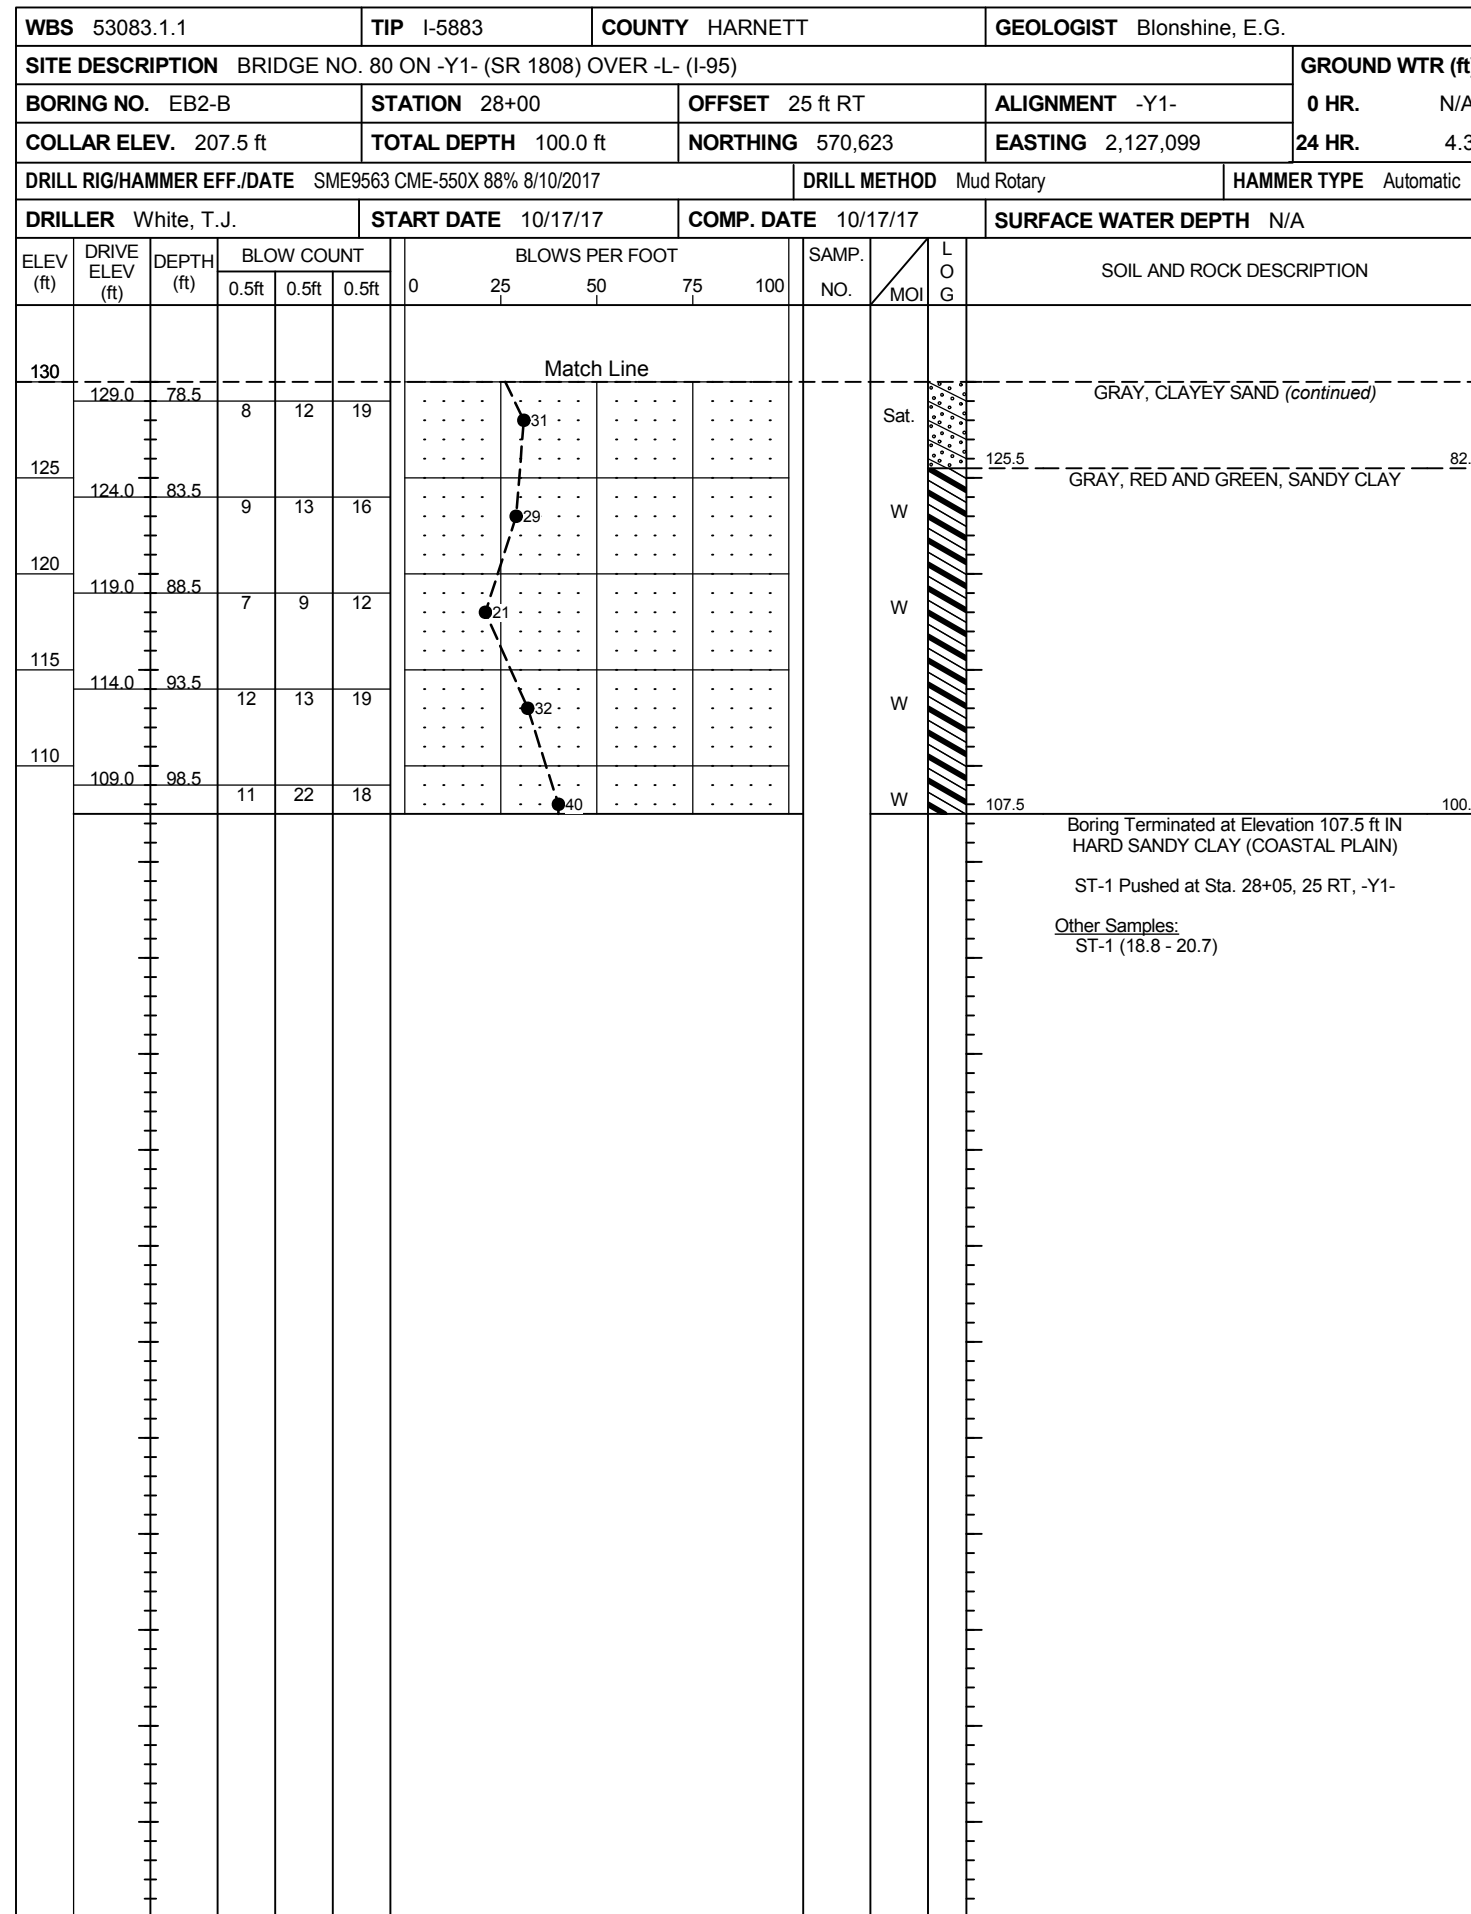 WBS 53083.1.1 TIP I-5883 COUNTY HARNETT GEOLOGIST Blonshine, E.G.
SITE DESCRIPTION BRIDGE NO. 80 ON -Y1- (SR 1808) OVER -L- (I-95) GROUND WTR (ft
BORING NO. EB2-B STATION 28+00 OFFSET 25 ft RT ALIGNMENT -Y1- 0 HR. N/A
COLLAR ELEV. 207.5 ft TOTAL DEPTH 100.0 ft NORTHING 570,623 EASTING 2,127,099 24 HR. 4.3
DRILL RIG/HAMMER EFF./DATE SME9563 CME-550X 88% 8/10/2017 DRILL METHOD Mud Rotary HAMMER TYPE Automatic
DRILLER White, T.J. START DATE 10/17/17 COMP. DATE 10/17/17 SURFACE WATER DEPTH N/A
ELEV (ft) DRIVE ELEV (ft) DEPTH (ft) BLOW COUNT BLOWS PER FOOT SAMP. NO. MOI LOG SOIL AND ROCK DESCRIPTION
0.5ft 0.5ft 0.5ft 0 25 50 75 100
Match Line
130
129.0 78.5 GRAY, CLAYEY SAND (continued)
8 12 19 31 Sat.
125 125.5 82.
GRAY, RED AND GREEN, SANDY CLAY
124.0 83.5
9 13 16 29 W
120
119.0 88.5
7 9 12 21 W
115
114.0 93.5
12 13 19 32 W
110
109.0 98.5
11 22 18 40 W 107.5 100.
Boring Terminated at Elevation 107.5 ft IN
HARD SANDY CLAY (COASTAL PLAIN)
ST-1 Pushed at Sta. 28+05, 25 RT, -Y1-
Other Samples:
ST-1 (18.8 - 20.7)